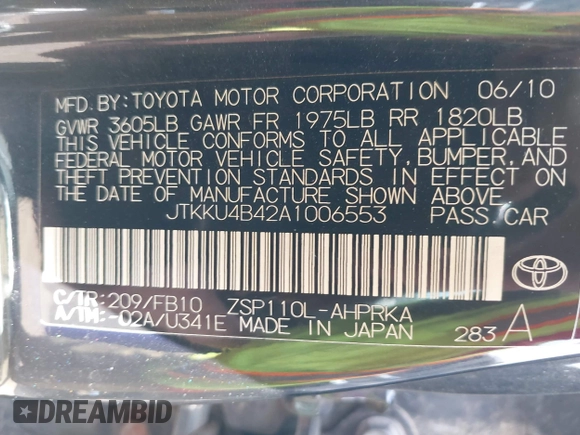 MFD.BY:TOYOTA MOTOR CORPORATION 06/10
GVWR 3605LB GAWR FR 1975LB RR 1820LB
THIS VEHICLE CONFORMS TO ALL APPLICABLE
FEDERAL MOTOR VEHICLE SAFETY, BUMPER, AND
THEFT PREVENTION STANDARDS IN EFFECT ON
THE DATE OF MANUFACTURE SHOWN ABOVE.
JTKKU4B42A1006553 PASS.CAR
C/TR:209/FB10 ZSP110L-AHPRKA
A/TM:-02A/U341E MADE IN JAPAN 283 A
TOYOTA
DREAMBID